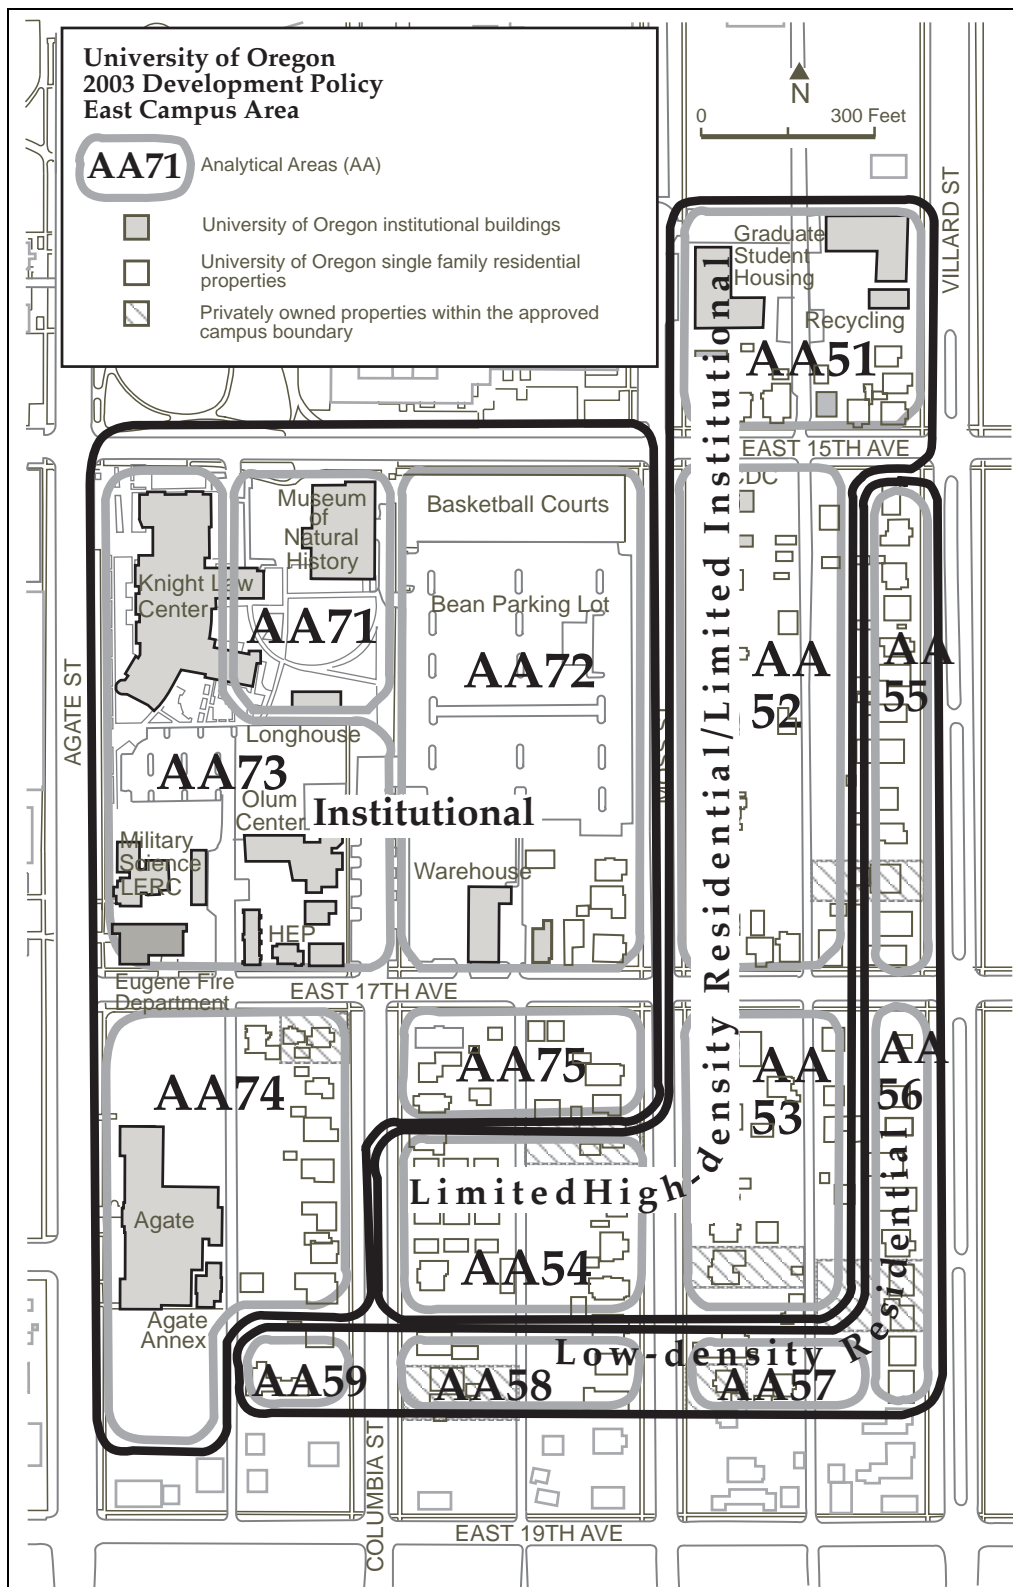 University of Oregon
2003 Development Policy
East Campus Area
AA71
Analytical Areas (AA)
University of Oregon institutional buildings
University of Oregon single family residential
properties
Privately owned properties within the approved
campus boundary
N
0
300 Feet
VILLARD ST
Graduate
Student
Housing
Recycling
AA51
EAST 15TH AVE
CDC
Museum
of
Natural
History
Basketball Courts
Knight Law
Center
Bean Parking Lot
AA71
AA72
AA
52
AA
55
AGATE ST
Longhouse
AA73
Olum
Center
Institutional
Military
Science
LERC
Warehouse
HEP
Eugene Fire
Department
EAST 17TH AVE
AA74
AA75
AA
53
AA
56
Limited High-density Residential/Limited Institutional
Agate
AA54
Agate
Annex
Low-density Residential
AA59
AA58
AA57
COLUMBIA ST
EAST 19TH AVE